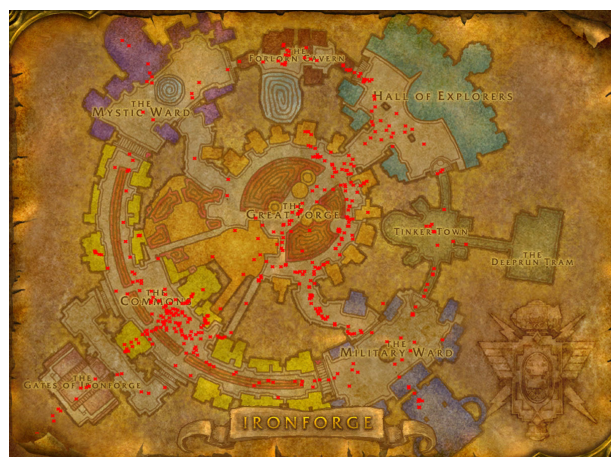 THE
FORLORN CAVERN
HALL OF EXPLORERS
THE
MYSTIC WARD
THE
GREAT FORGE
TINKER TOWN
THE
DEEPRUN TRAM
THE
COMMONS
THE
MILITARY WARD
THE
GATES OF IRONFORGE
IRONFORGE